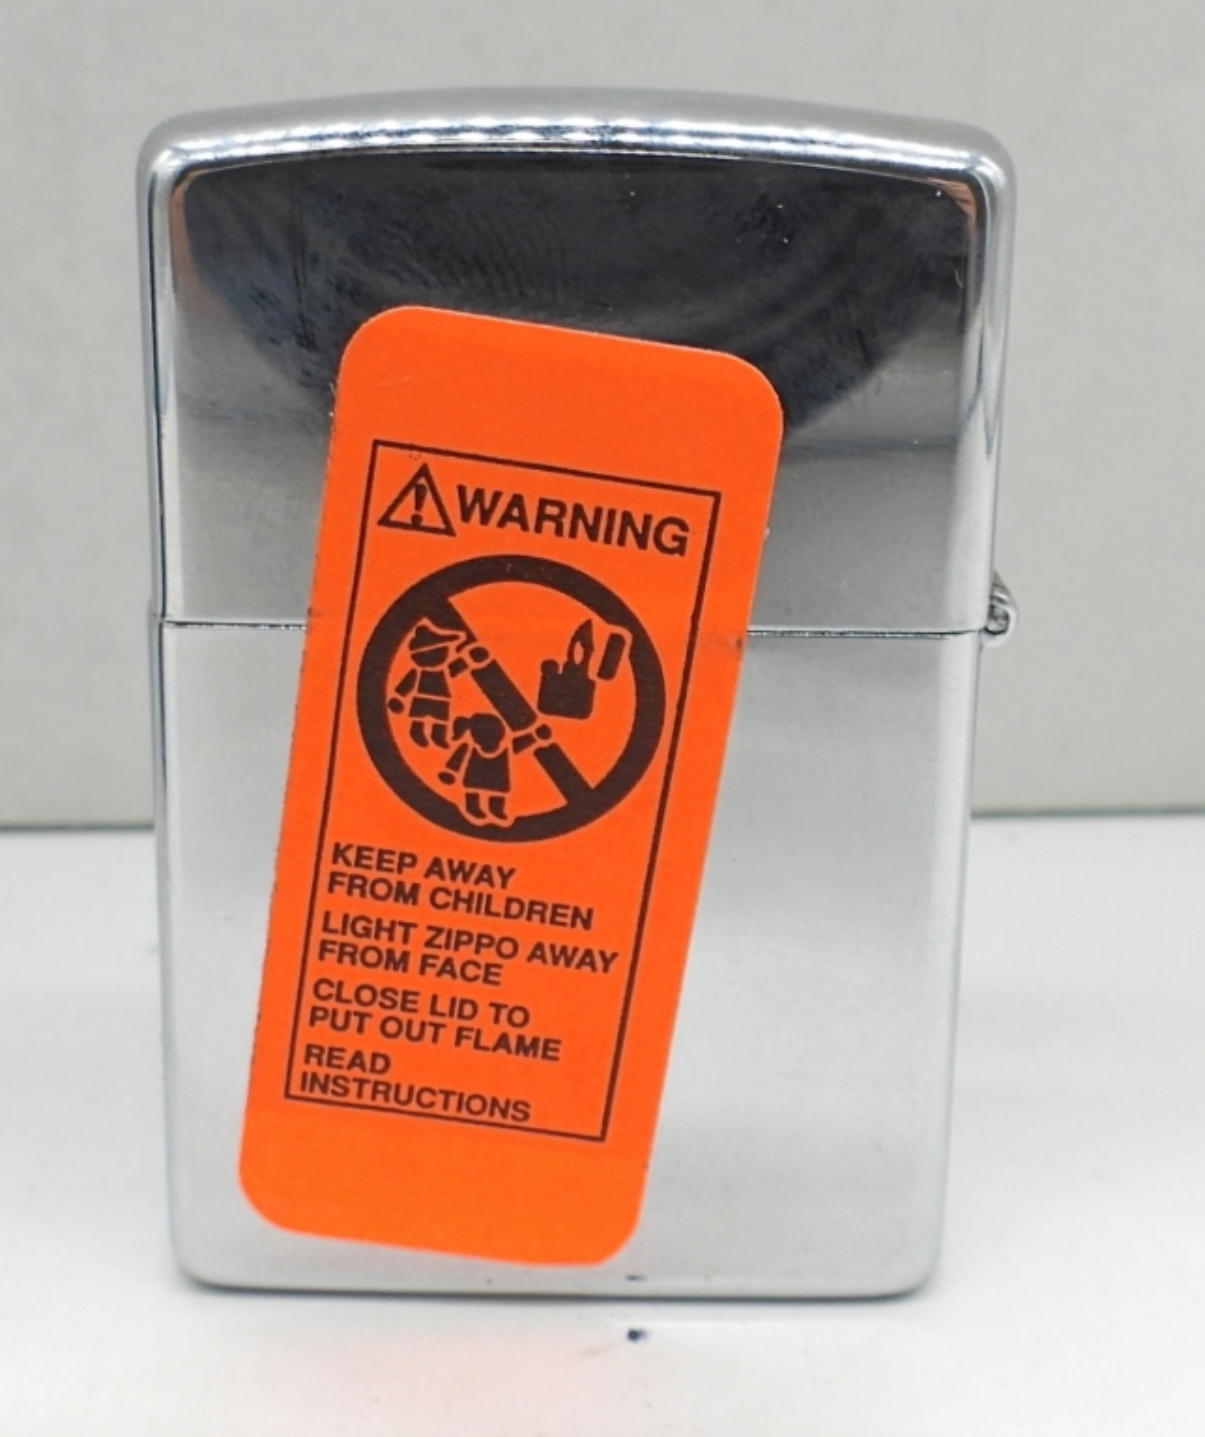 WARNING
KEEP AWAY
FROM CHILDREN
LIGHT ZIPPO AWAY
FROM FACE
CLOSE LID TO
PUT OUT FLAME
READ
INSTRUCTIONS